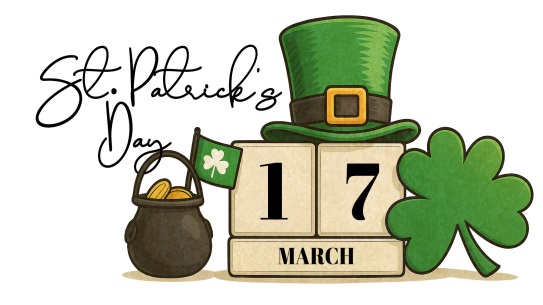 St. Patrick's
Day
1 7
MARCH